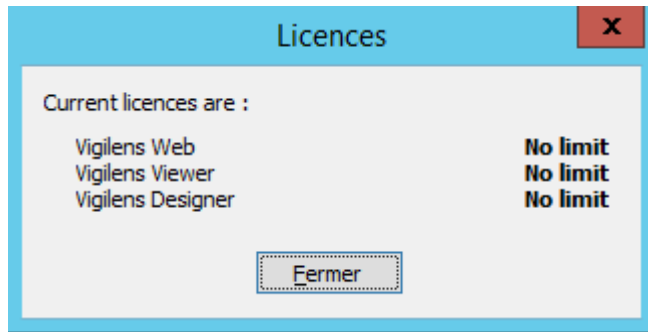 Licences
x
Current licences are :
Vigilens Web No limit
Vigilens Viewer No limit
Vigilens Designer No limit
Fermer